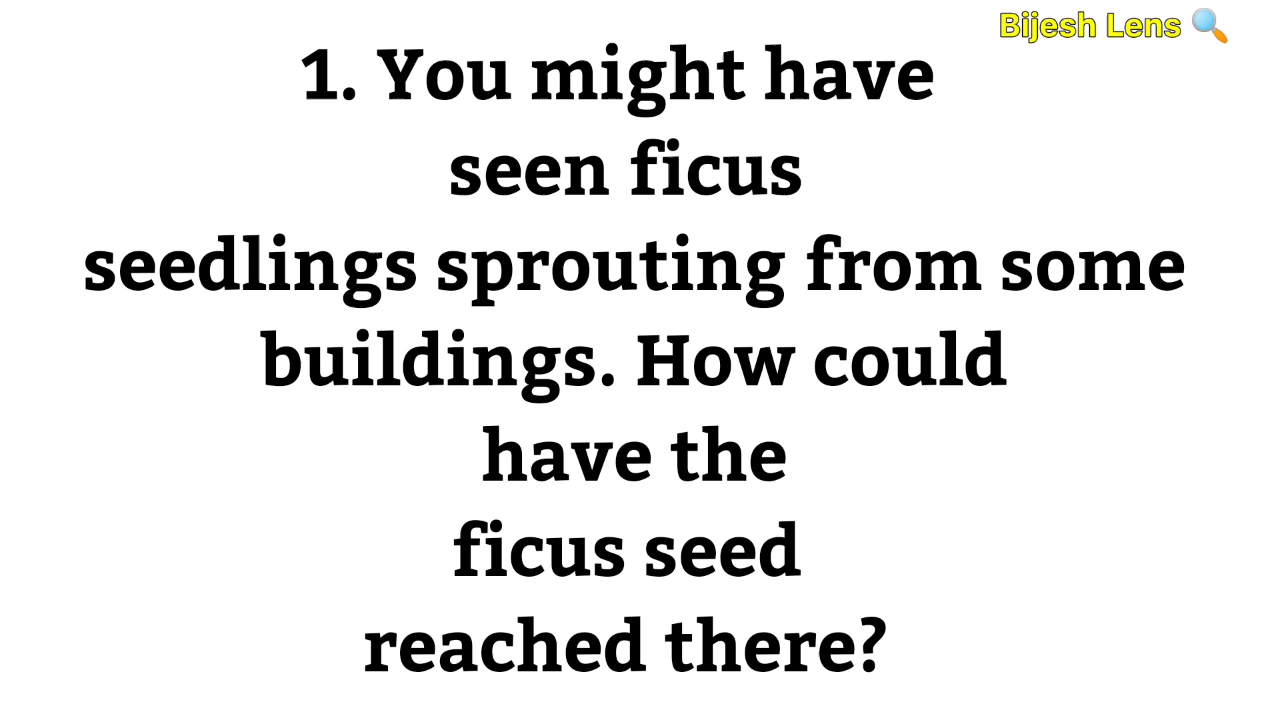 Bijesh Lens
1. You might have
seen ficus
seedlings sprouting from some
buildings. How could
have the
ficus seed
reached there?